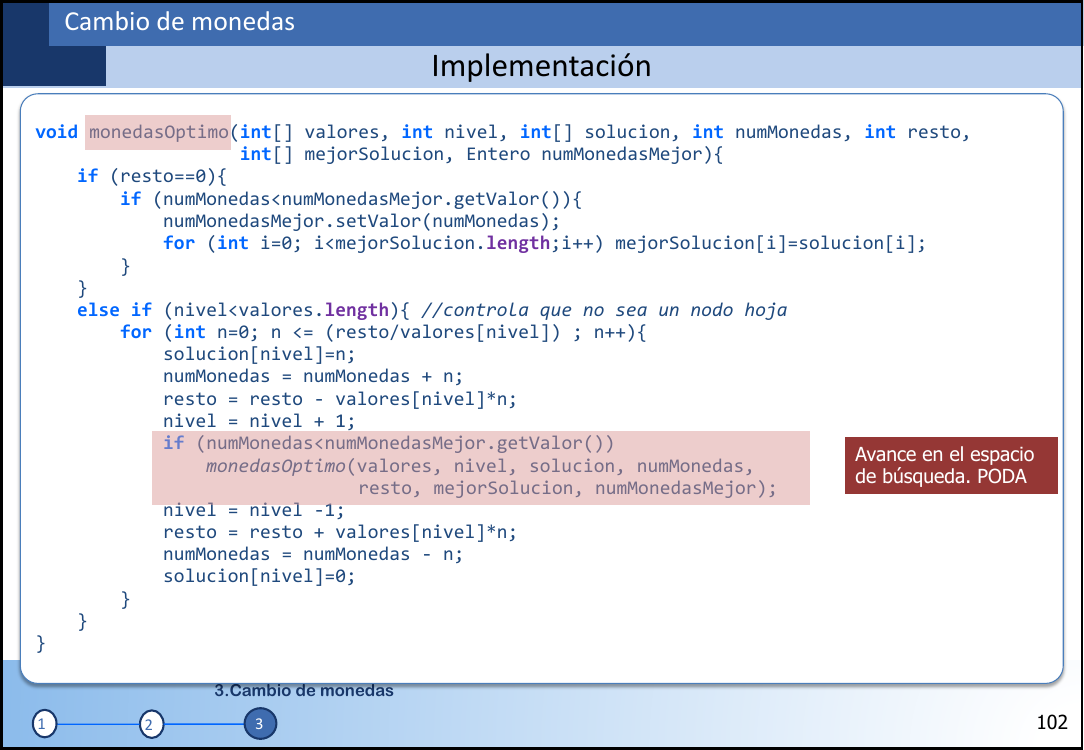 Cambio de monedas
Implementación
void monedasOptimo(int[] valores, int nivel, int[] solucion, int numMonedas, int resto,
int[] mejorSolucion, Entero numMonedasMejor){
if (resto==0){
if (numMonedas<numMonedasMejor.getValor()){
numMonedasMejor.setValor(numMonedas);
for (int i=0; i<mejorSolucion.length;i++) mejorSolucion[i]=solucion[i];
}
}
else if (nivel<valores.length){ //controla que no sea un nodo hoja
for (int n=0; n <= (resto/valores[nivel]) ; n++){
solucion[nivel]=n;
numMonedas = numMonedas + n;
resto = resto - valores[nivel]*n;
nivel = nivel + 1;
if (numMonedas<numMonedasMejor.getValor())
monedasOptimo(valores, nivel, solucion, numMonedas,
resto, mejorSolucion, numMonedasMejor);
Avance en el espacio
de búsqueda. PODA
nivel = nivel -1;
resto = resto + valores[nivel]*n;
numMonedas = numMonedas - n;
solucion[nivel]=0;
}
}
}
3.Cambio de monedas
1 2 3
102